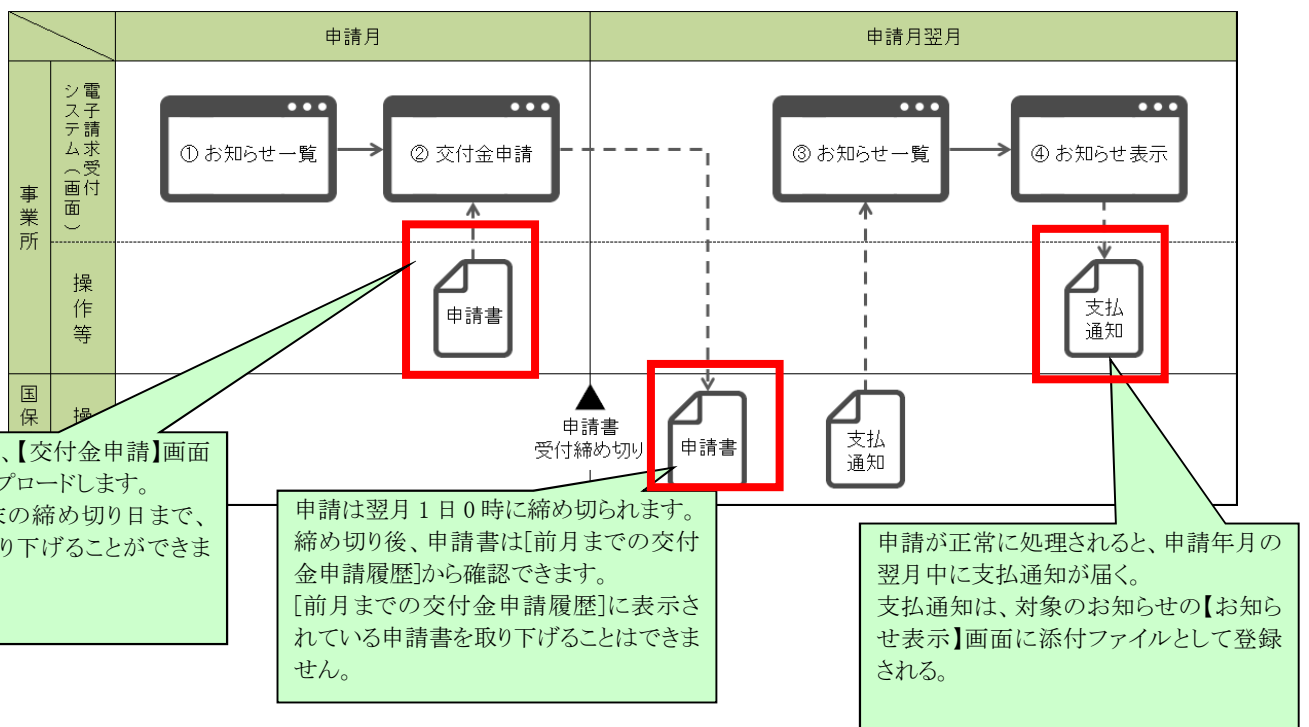 申請月
申請月翌月
事業所
電子請求受付
システム(画面)
① お知らせ一覧
② 交付金申請
③ お知らせ一覧
④ お知らせ表示
操作等
申請書
支払
通知
国保
操
申請書
受付締め切り
申請書
支払
通知
、【交付金申請】画面
プロードします。
の締め切り日まで、
り下げることができま
申請は翌月1日0時に締め切られます。
締め切り後、申請書は[前月までの交付
金申請履歴]から確認できます。
[前月までの交付金申請履歴]に表示さ
れている申請書を取り下げることはできま
せん。
申請が正常に処理されると、申請年月の
翌月中に支払通知が届く。
支払通知は、対象のお知らせの【お知ら
せ表示】画面に添付ファイルとして登録
される。